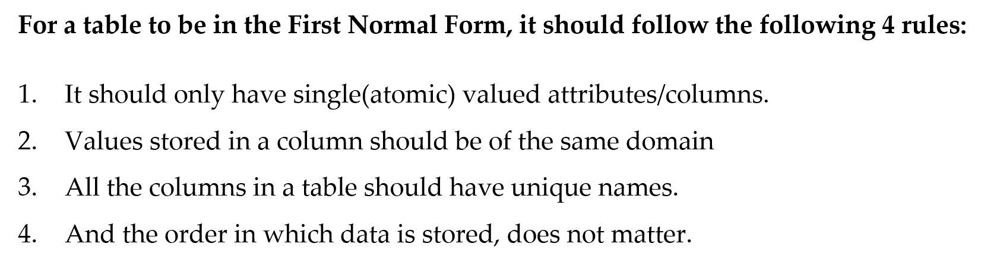 For a table to be in the First Normal Form, it should follow the following 4 rules:
1. It should only have single(atomic) valued attributes/columns.
2. Values stored in a column should be of the same domain
3. All the columns in a table should have unique names.
4. And the order in which data is stored, does not matter.